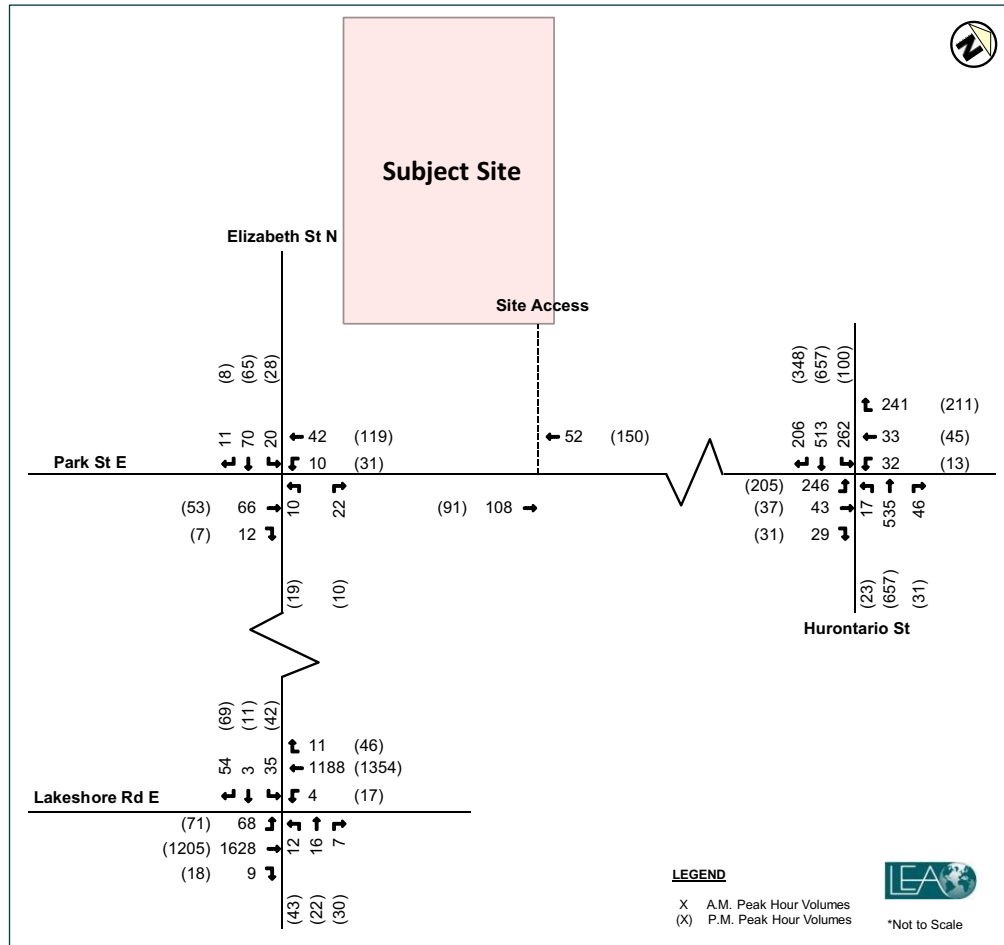 N
Subject Site
Elizabeth St N
Site Access
(8) (65) (28)
(348) (657) (100)
11 70 20
42 (119)
10 (31)
52 (150)
206 513 262
241 (211)
33 (45)
32 (13)
Park St E
(53) 66
(7) 12
10 22
(91) 108
(205) 246
(37) 43
(31) 29
17 535 46
(19) (10)
(23) (657) (31)
Hurontario St
(69) (11) (42)
54 3 35
11 (46)
1188 (1354)
4 (17)
Lakeshore Rd E
(71) 68
(1205) 1628
(18) 9
12 16 7
(43) (22) (30)
LEGEND
X A.M. Peak Hour Volumes
(X) P.M. Peak Hour Volumes
LEA
*Not to Scale